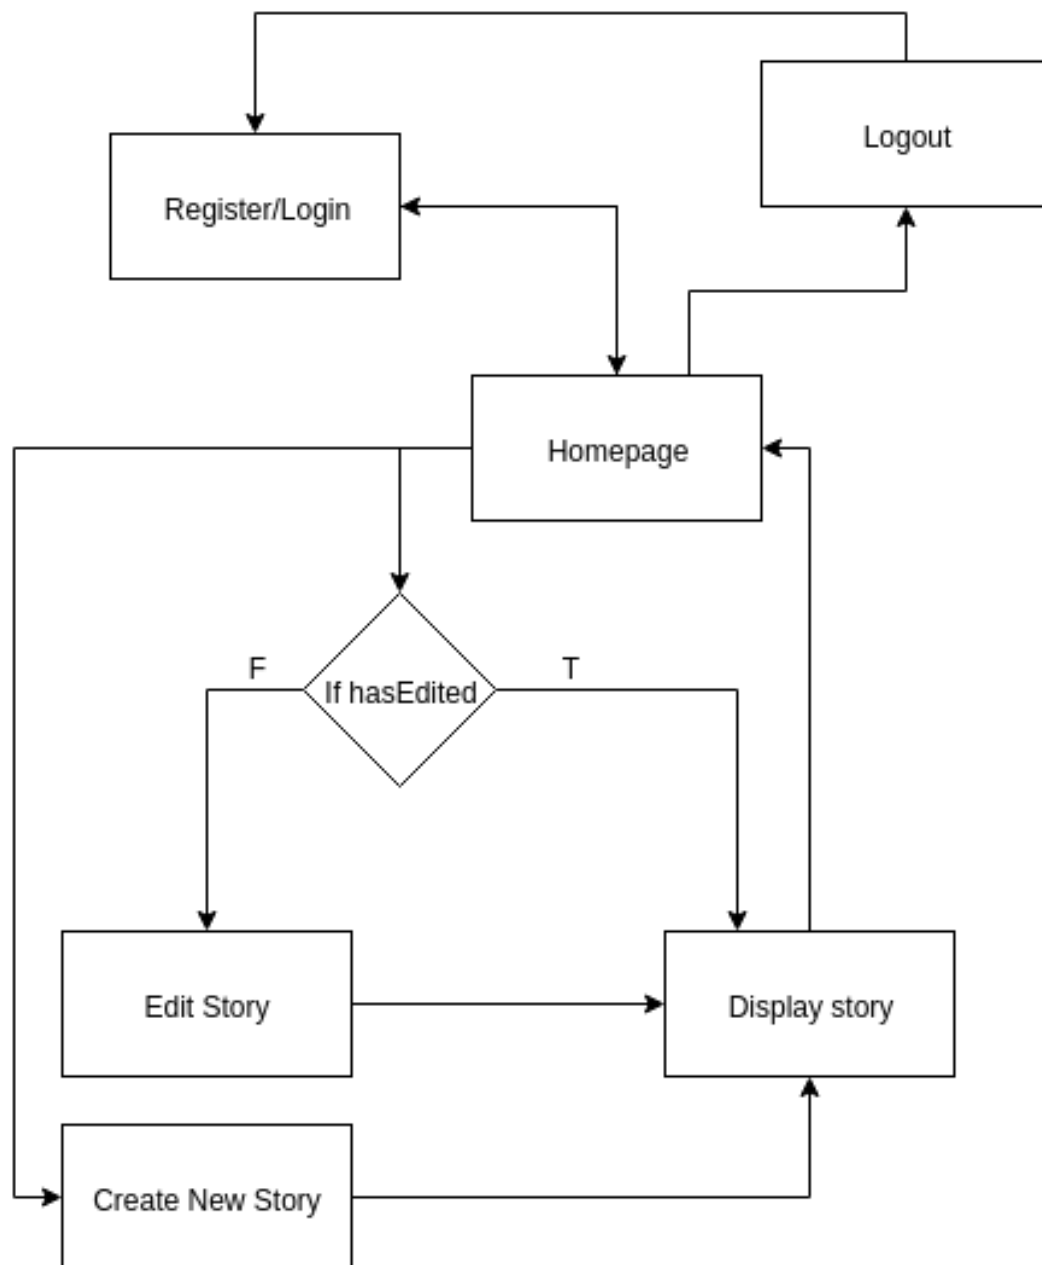 Logout
Register/Login
Homepage
F
T
If hasEdited
Edit Story
Display story
Create New Story